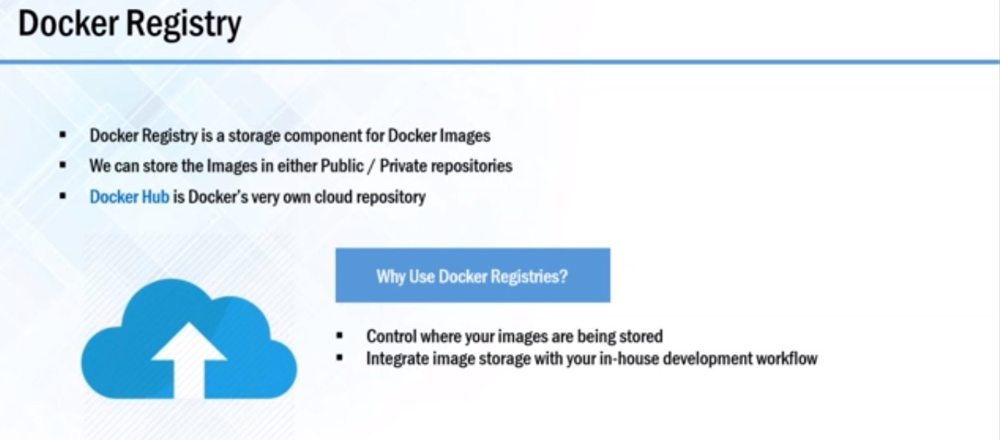 Docker Registry
▪ Docker Registry is a storage component for Docker Images
▪ We can store the Images in either Public / Private repositories
▪ Docker Hub is Docker's very own cloud repository
Why Use Docker Registries?
▪ Control where your images are being stored
▪ Integrate image storage with your in-house development workflow